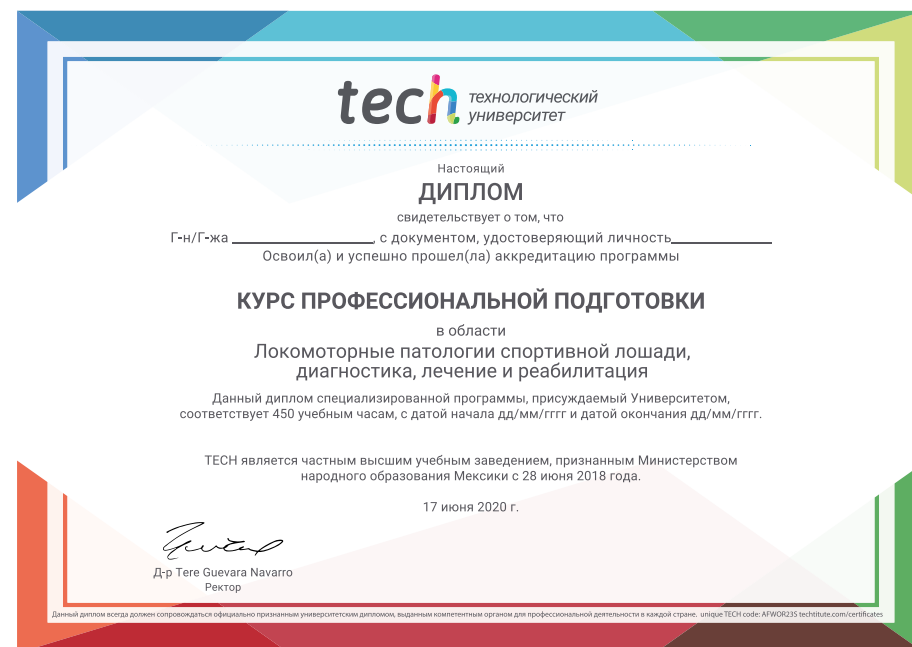 tech технологический
университет
Настоящий
ДИПЛОМ
свидетельствует о том, что
Г-н/Г-жа ____________________, с документом, удостоверяющий личность______________
Освоил(а) и успешно прошел(ла) аккредитацию программы
КУРС ПРОФЕССИОНАЛЬНОЙ ПОДГОТОВКИ
в области
Локомоторные патологии спортивной лошади,
диагностика, лечение и реабилитация
Данный диплом специализированной программы, присуждаемый Университетом,
соответствует 450 учебным часам, с датой начала дд/мм/гггг и датой окончания дд/мм/гггг.
TECH является частным высшим учебным заведением, признанным Министерством
народного образования Мексики с 28 июня 2018 года.
17 июня 2020 г.
Д-р Tere Guevara Navarro
Ректор
Данный диплом всегда должен сопровождаться официально признанным университетским дипломом, выданным компетентным органом для профессиональной деятельности в каждой стране. unique TECH code: AFWOR23S techtitute.com/certificates